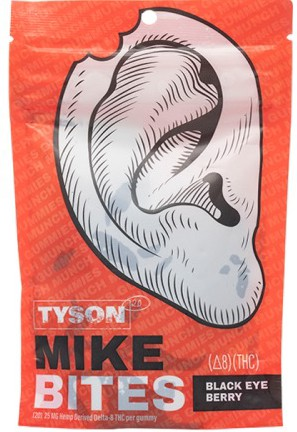 TYSON
2.0
MIKE
BITES
(Δ8)(THC)
BLACK EYE
BERRY
(20) 25 MG Hemp Derived Delta-8 THC per gummy